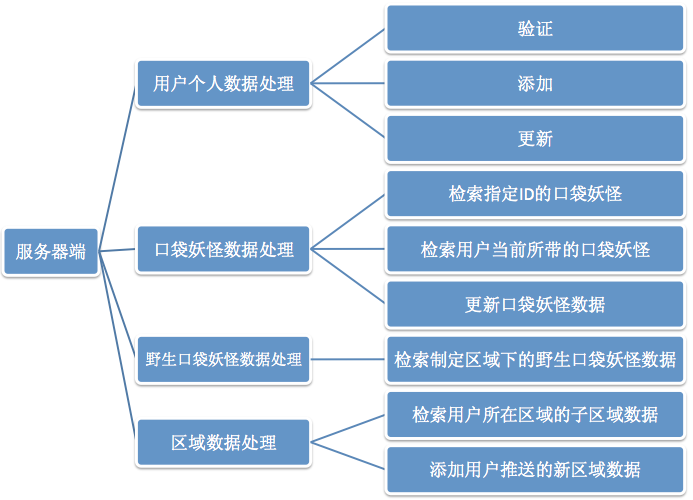 服务器端
用户个人数据处理
验证
添加
更新
口袋妖怪数据处理
检索指定ID的口袋妖怪
检索用户当前所带的口袋妖怪
更新口袋妖怪数据
野生口袋妖怪数据处理
检索制定区域下的野生口袋妖怪数据
区域数据处理
检索用户所在区域的子区域数据
添加用户推送的新区域数据